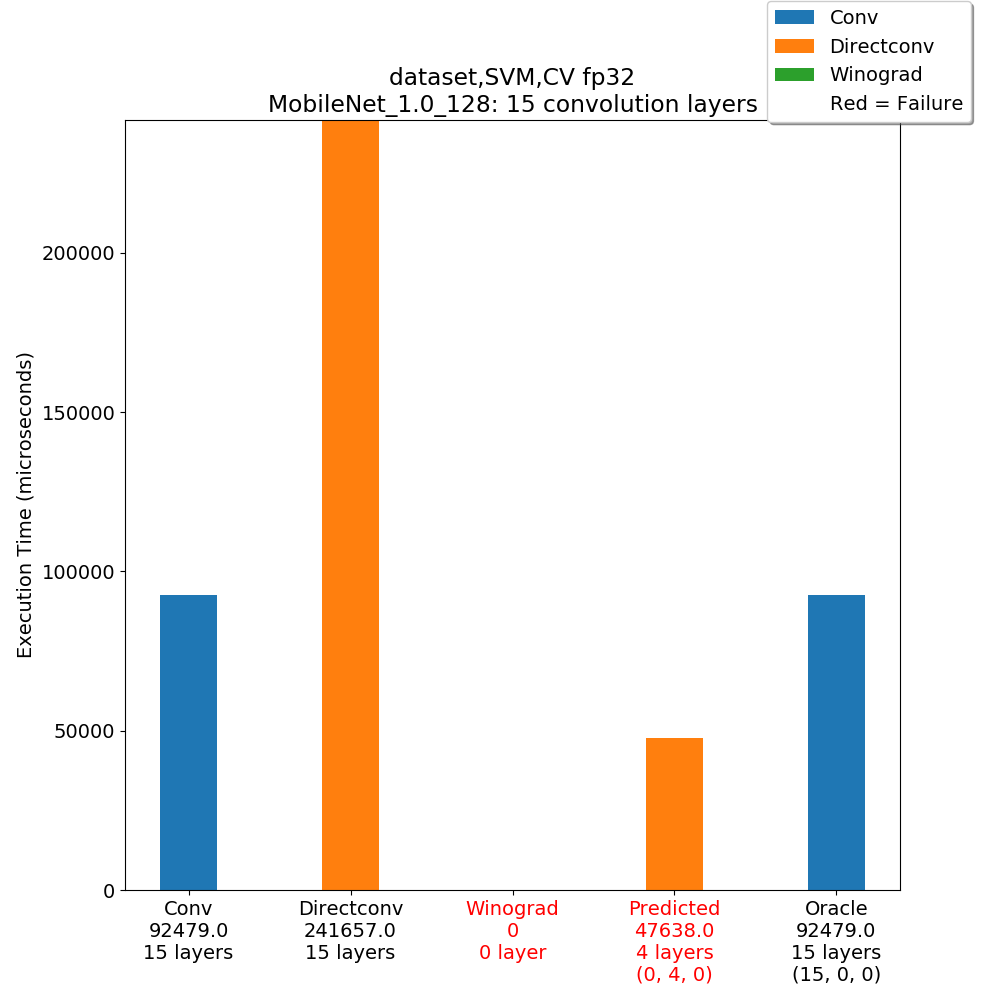 Conv
Directconv
Winograd
Red = Failure
dataset,SVM,CV fp32
MobileNet_1.0_128: 15 convolution layers
Execution Time (microseconds)
200000
150000
100000
50000
0
Conv
92479.0
15 layers
Directconv
241657.0
15 layers
Winograd
0
0 layer
Predicted
47638.0
4 layers
(0, 4, 0)
Oracle
92479.0
15 layers
(15, 0, 0)